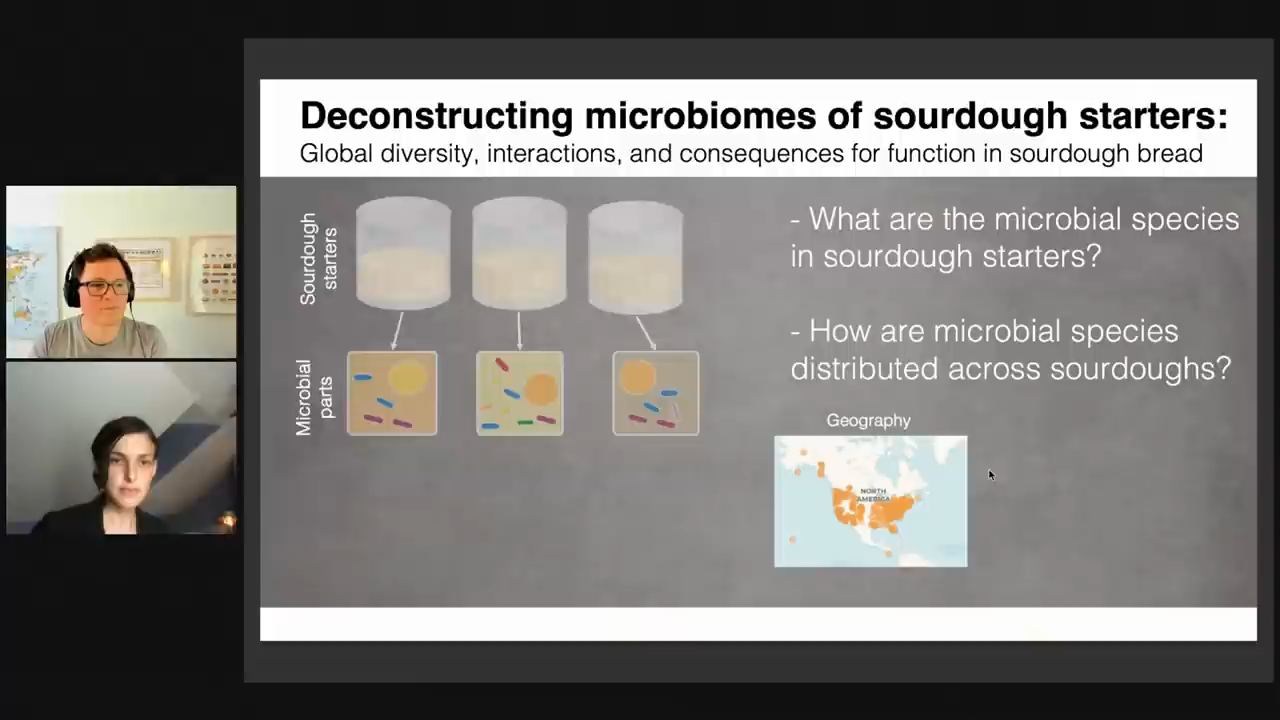 Deconstructing microbiomes of sourdough starters:
Global diversity, interactions, and consequences for function in sourdough bread
Sourdough
starters
Microbial
parts
- What are the microbial species
in sourdough starters?
- How are microbial species
distributed across sourdoughs?
Geography
NORTH
AMERICA